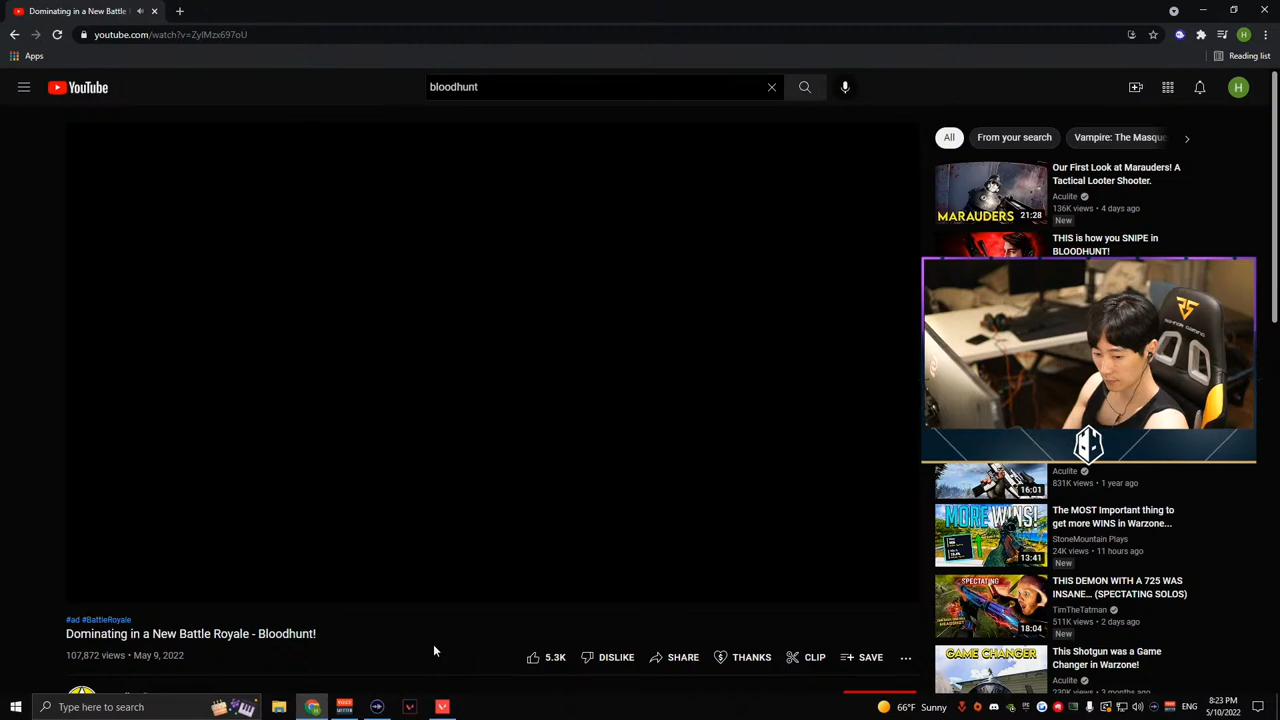 Dominating in a New Battle
youtube.com/watch?v=ZyIMzx697oU
Apps
Reading list
YouTube
bloodhunt
H
H
All
From your search
Vampire: The Masque
Our First Look at Marauders! A
Tactical Looter Shooter.
Aculite
136K views • 4 days ago
New
MARAUDERS
21:28
THIS is how you SNIPE in
BLOODHUNT!
Aculite
831K views • 1 year ago
16:01
The MOST Important thing to
get more WINS in Warzone...
StoneMountain Plays
24K views • 11 hours ago
New
MORE WINS!
13:41
THIS DEMON WITH A 725 WAS
INSANE... (SPECTATING SOLOS)
TimTheTatman
511K views • 2 days ago
New
SPECTATING
18:04
This Shotgun was a Game
Changer in Warzone!
Aculite
GAME CHANGER
#ad #BattleRoyale
Dominating in a New Battle Royale - Bloodhunt!
107,872 views • May 9, 2022
5.3K
DISLIKE
SHARE
THANKS
CLIP
SAVE
Type here to search
66°F Sunny
ENG
8:23 PM
5/10/2022